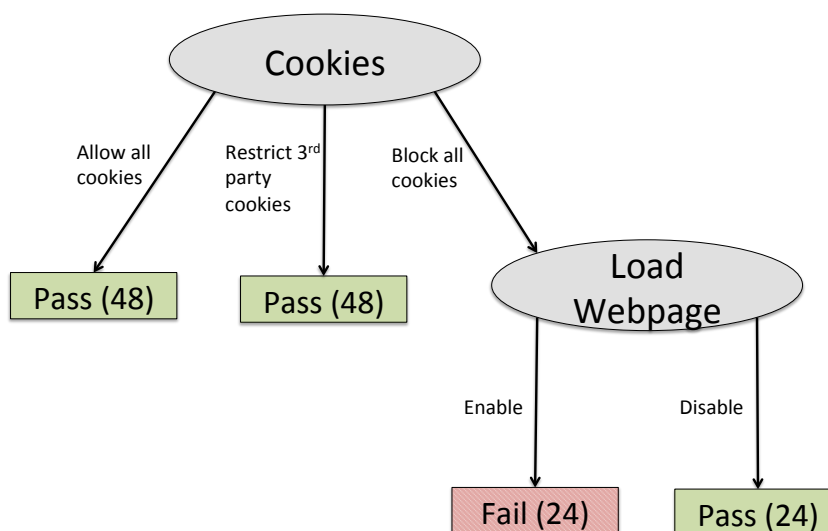 Cookies
Allow all
cookies
Restrict 3rd
party
cookies
Block all
cookies
Pass (48)
Pass (48)
Load
Webpage
Enable
Disable
Fail (24)
Pass (24)